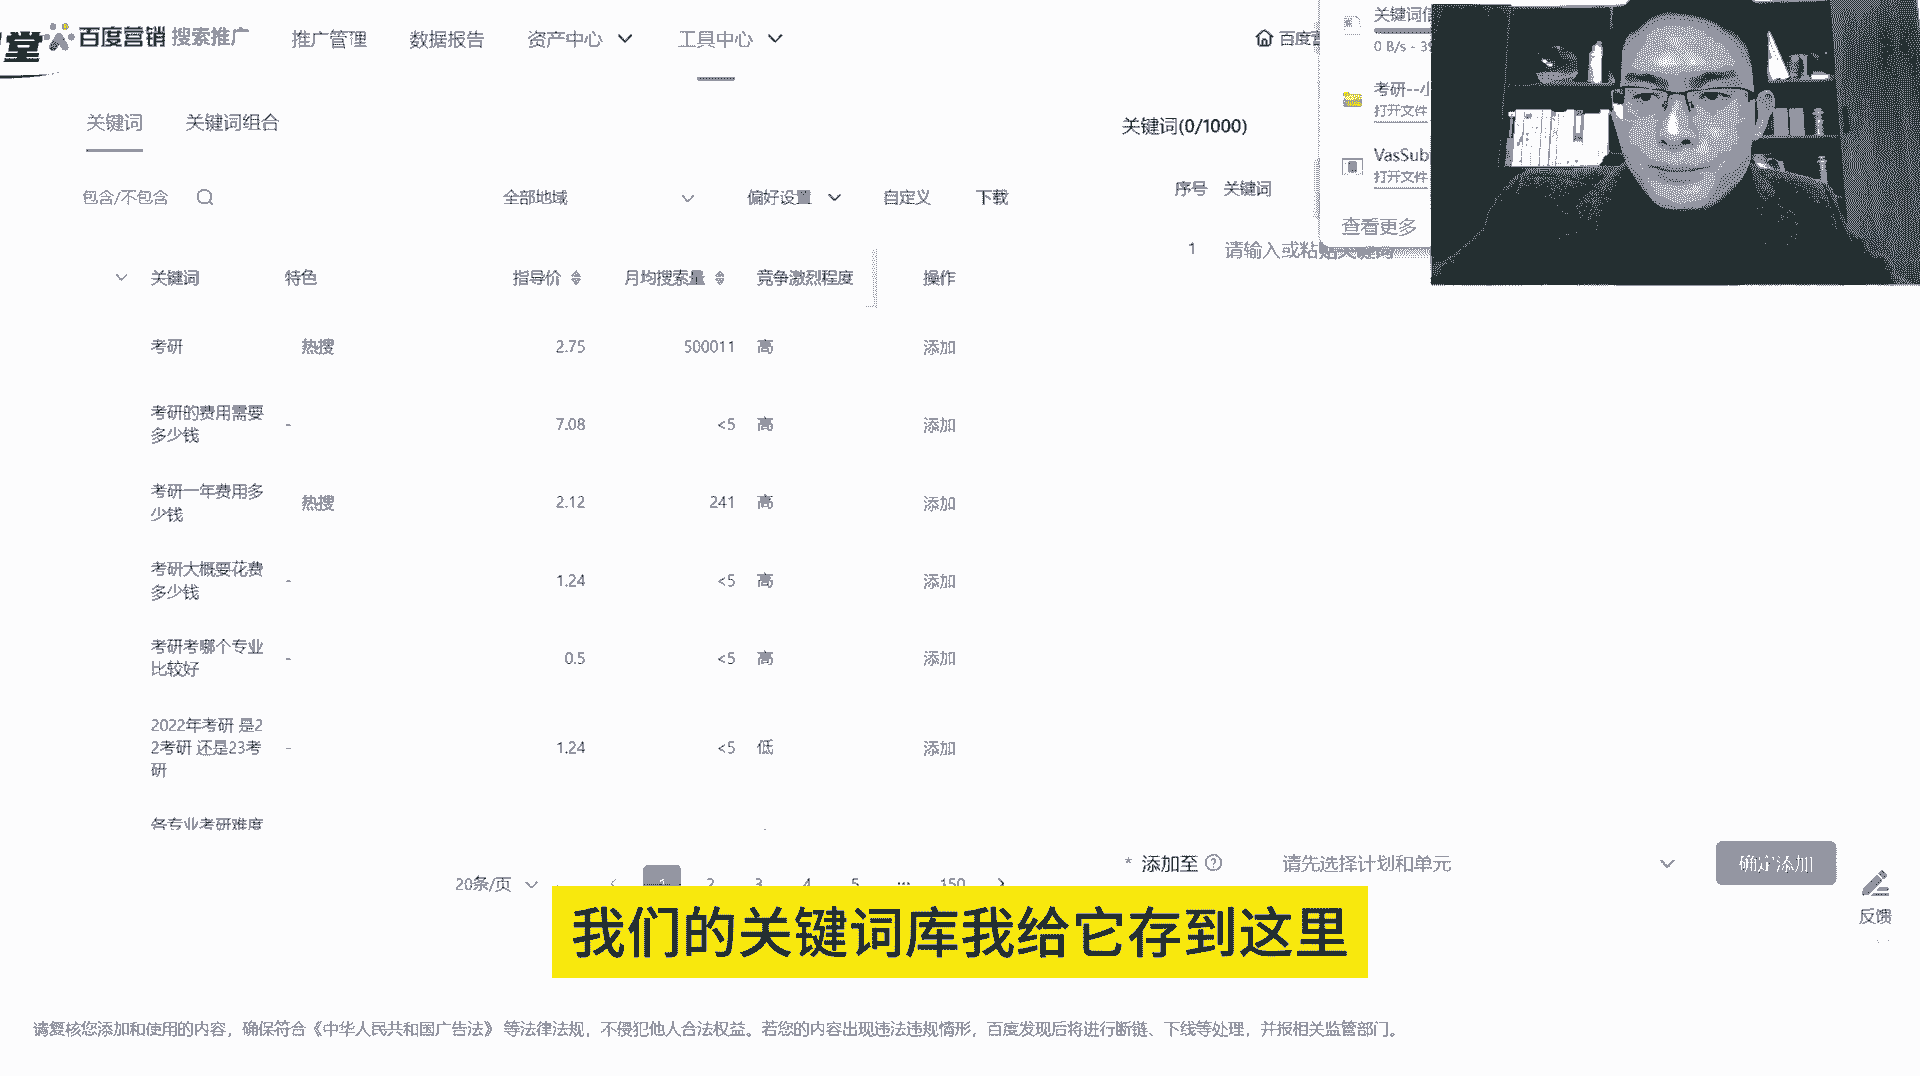 堂 百度营销 搜索推广 推广管理 数据报告 资产中心 工具中心
关键词 关键词组合
包含/不包含 全部地域 偏好设置 自定义 下载
关键词 特色 指导价 月均搜索量 竞争激烈程度 操作
考研 热搜 2.75 500011 高 添加
考研的费用需要
多少钱 - 7.08 <5 高 添加
考研一年费用多
少钱 热搜 2.12 241 高 添加
考研大概要花费
多少钱 - 1.24 <5 高 添加
考研考哪个专业
比较好 - 0.5 <5 高 添加
2022年考研 是2
2考研 还是23考 - 1.24 <5 低 添加
研
各专业考研难度
20条/页 1 2 3 4 5 ... 150
关键词(0/1000)
序号 关键词
1 请输入或粘贴关键词
* 添加至 请先选择计划和单元 确定添加
反馈
百度营
关键词信
0 B/s - 39
考研--小
打开文件
VasSub
打开文件
查看更多
我们的关键词库我给它存到这里
请复核您添加和使用的内容，确保符合《中华人民共和国广告法》 等法律法规，不侵犯他人合法权益。若您的内容出现违法违规情形，百度发现后将进行断链、下线等处理，并报相关监管部门。